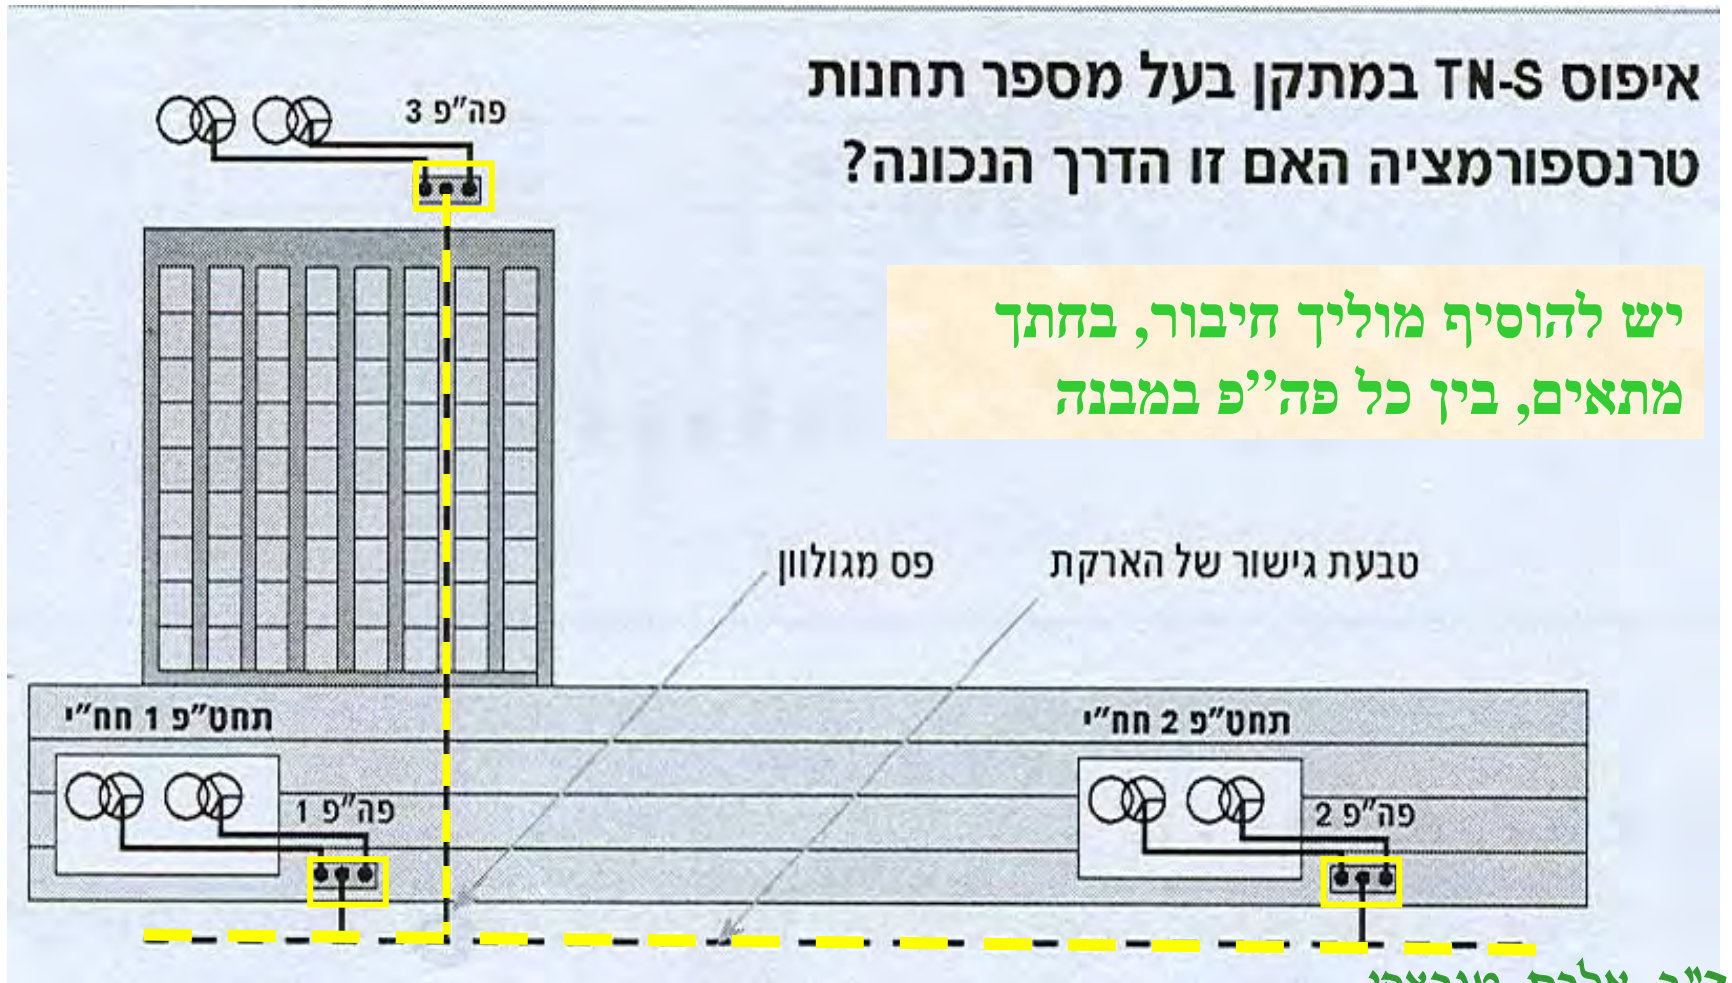 איפוס TN-S במתקן בעל מספר תחנות
טרנספורמציה האם זו הדרך הנכונה?
פה"פ 3
יש להוסיף מוליך חיבור, בחתך
מתאים, בין כל פה''פ במבנה
טבעת גישור של הארקת
פס מגולוון
תחט"פ 1 חח"י
תחט"פ 2 חח"י
פה"פ 1
פה"פ 2